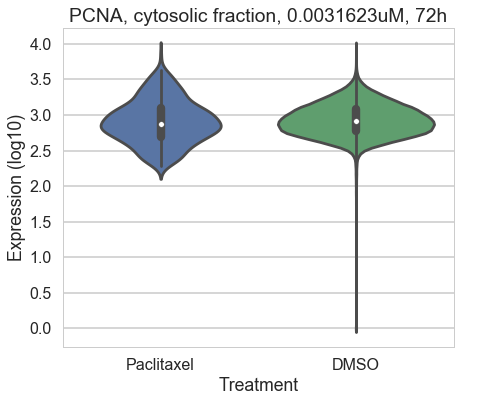 PCNA, cytosolic fraction, 0.0031623uM, 72h
Expression (log10)
4.0
3.5
3.0
2.5
2.0
1.5
1.0
0.5
0.0
Paclitaxel
DMSO
Treatment